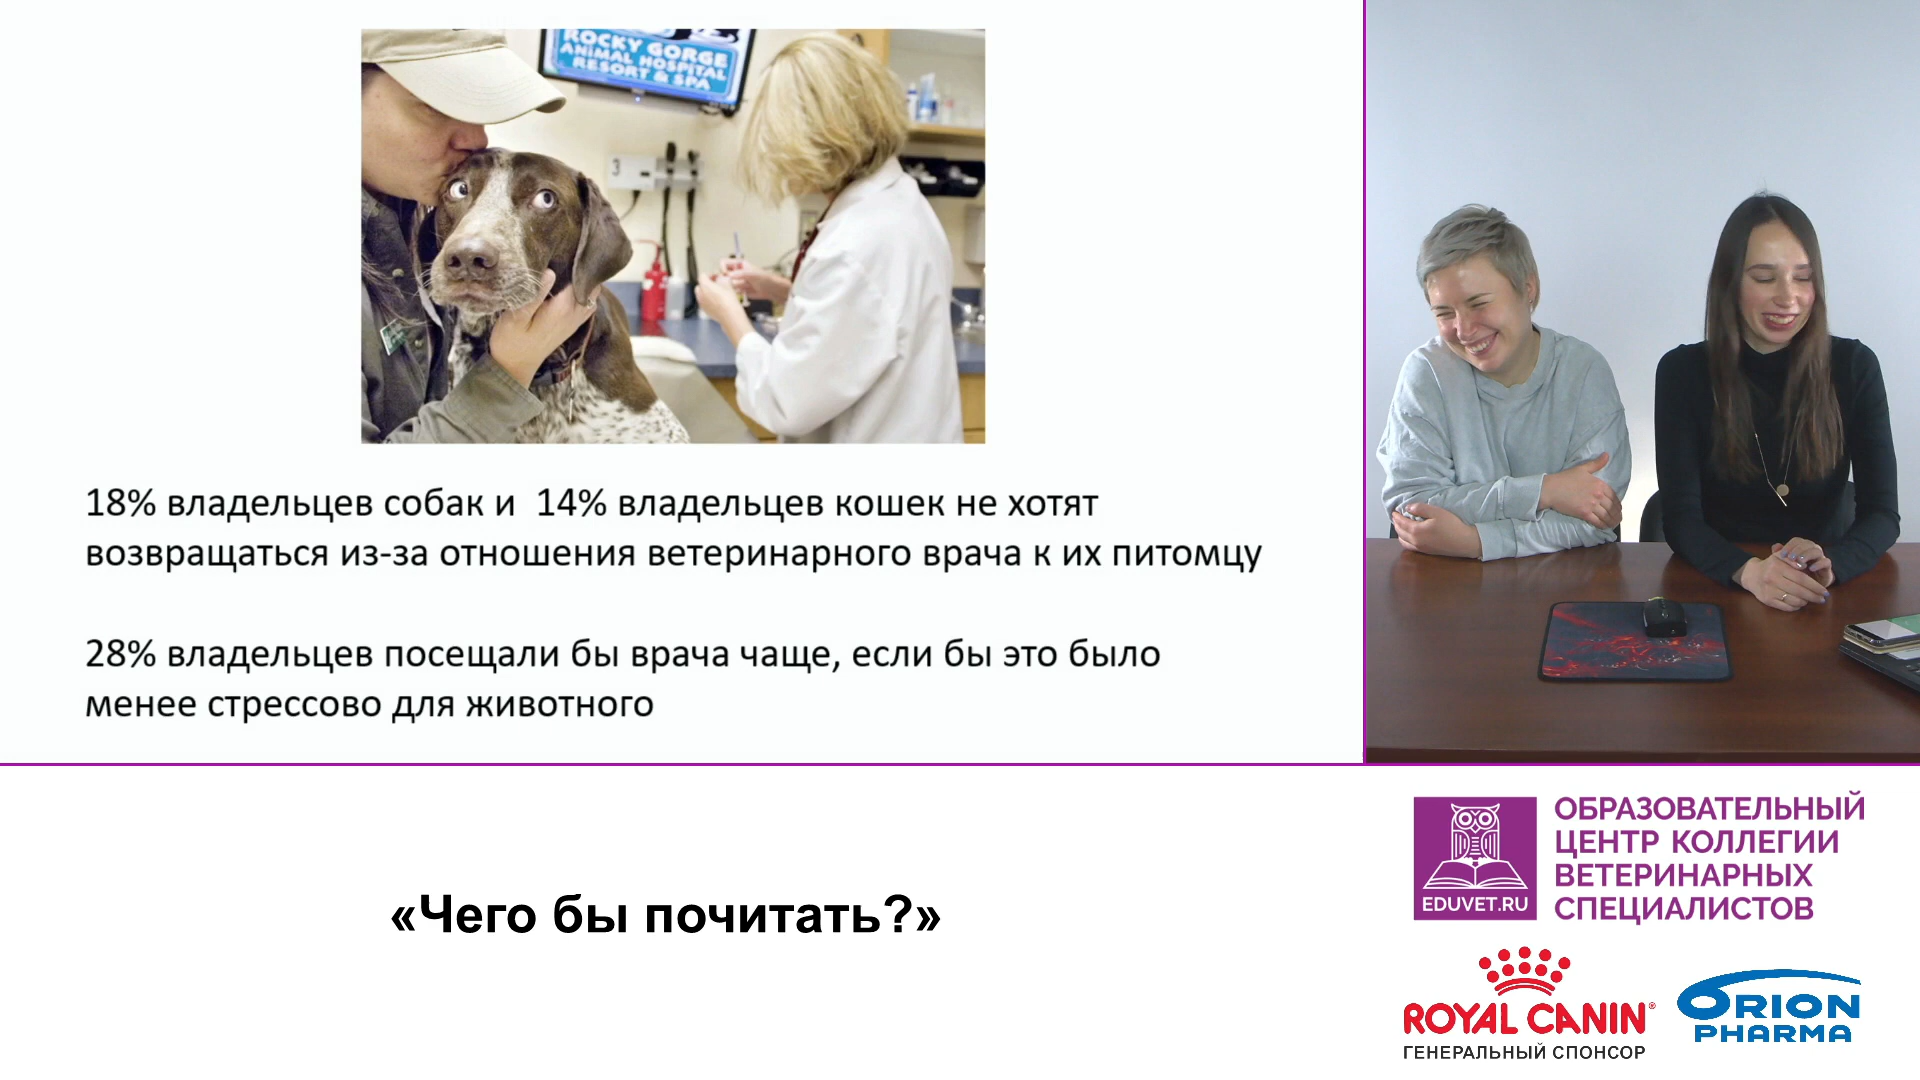 ROCKY GORGE
ANIMAL HOSPITAL
RESORT & SPA
3
18% владельцев собак и 14% владельцев кошек не хотят
возвращаться из-за отношения ветеринарного врача к их питомцу
28% владельцев посещали бы врача чаще, если бы это было
менее стрессово для животного
«Чего бы почитать?»
EDUVET.RU
ОБРАЗОВАТЕЛЬНЫЙ
ЦЕНТР КОЛЛЕГИИ
ВЕТЕРИНАРНЫХ
СПЕЦИАЛИСТОВ
ROYAL CANIN®
ГЕНЕРАЛЬНЫЙ СПОНСОР
ORION
PHARMA